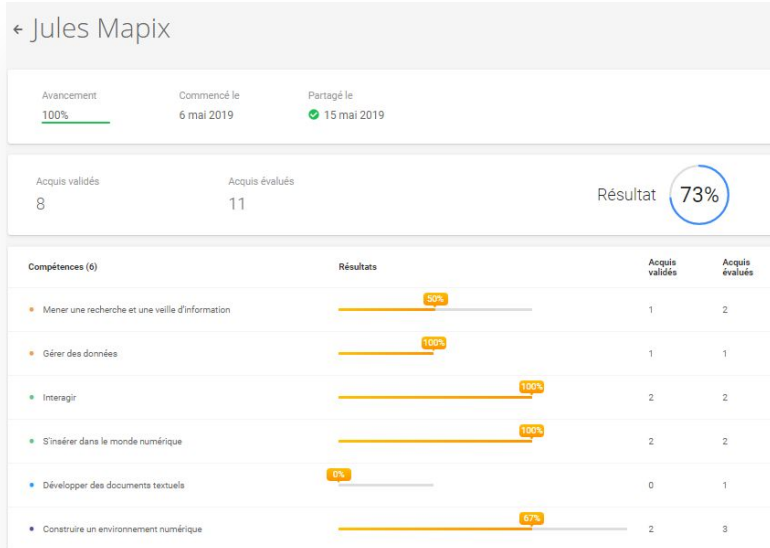 ← Jules Mapix
Avancement Commencé le Partagé le
100% 6 mai 2019 15 mai 2019
Acquis validés Acquis évalués
8 11 Résultat 73%
Compétences (6) Résultats Acquis validés Acquis évalués
Mener une recherche et une veille d'information 50% 1 2
Gérer des données 100% 1 1
Interagir 100% 2 2
S'insérer dans le monde numérique 100% 2 2
Développer des documents textuels 0% 0 1
Construire un environnement numérique 67% 2 3